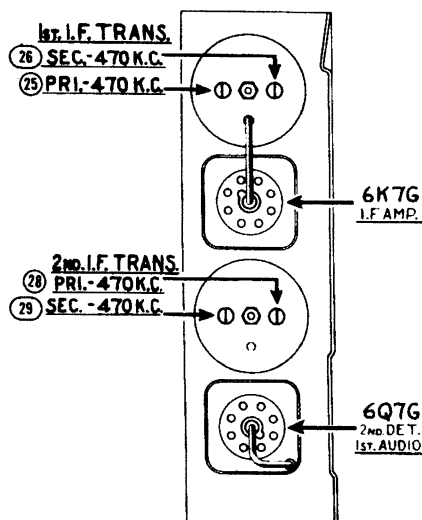 1ST. I.F. TRANS.
26 SEC.-470 K.C.
25 PRI.-470 K.C.
6K7G
I.F. AMP.
2ND. I.F. TRANS.
28 PRI.-470 K.C.
29 SEC.-470 K.C.
6Q7G
2ND. DET.
1ST. AUDIO